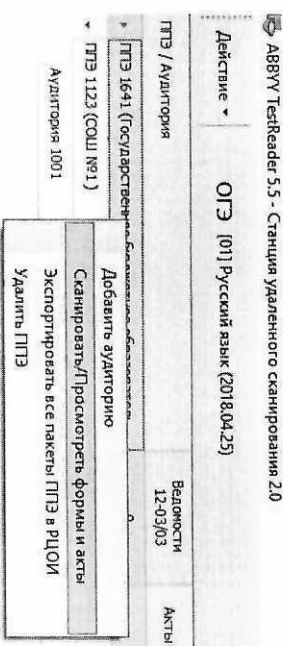 ABBYY TestReader 5.5 - Станция удаленного сканирования 2.0
Действие
ОГЭ [01] Русский язык (2018.04.25)
ППЭ / Аудитория
Ведомости 12-03/03
Акты
ППЭ 1641 (Государственное бюджетное образоват
ППЭ 1123 (СОШ №1)
Аудитория 1001
Добавить аудиторию
Сканировать/Просмотреть формы и акты
Экспортировать все пакеты ППЭ в РЦОИ
Удалить ППЭ